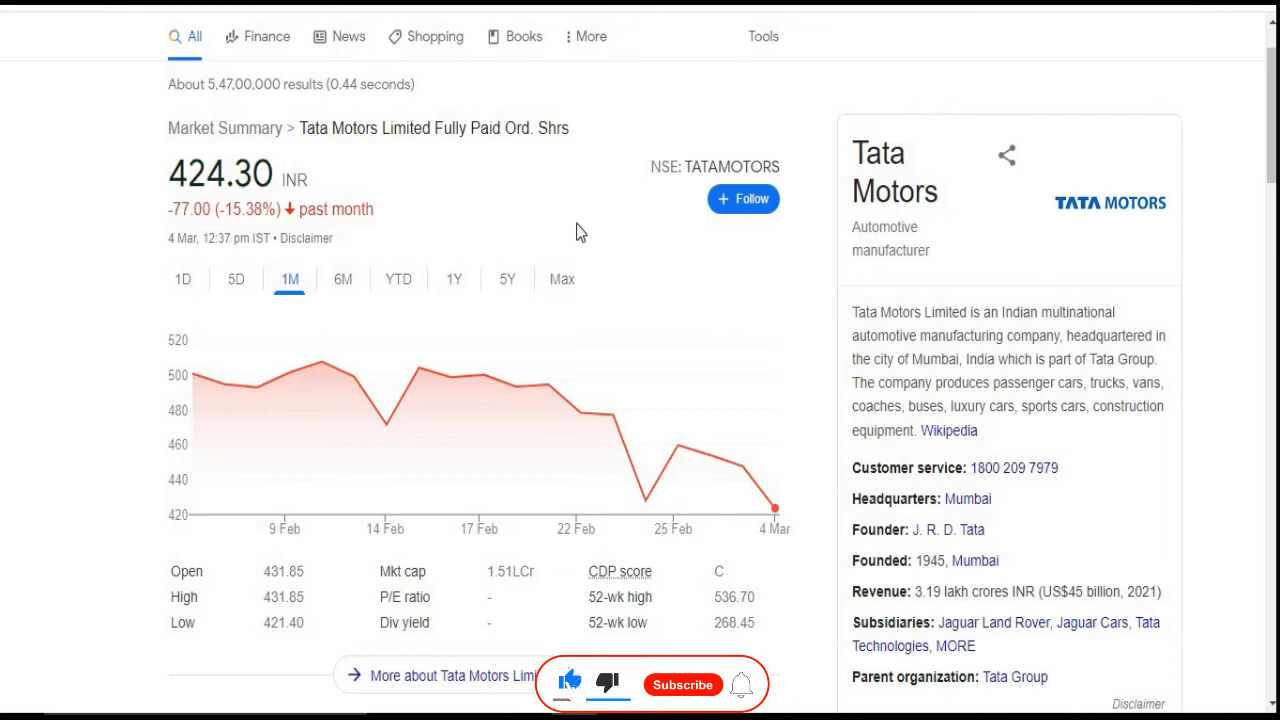 All Finance News Shopping Books More Tools
About 5,47,00,000 results (0.44 seconds)
Market Summary > Tata Motors Limited Fully Paid Ord. Shrs
424.30 INR
NSE: TATAMOTORS
+ Follow
-77.00 (-15.38%) past month
4 Mar, 12:37 pm IST • Disclaimer
1D 5D 1M 6M YTD 1Y 5Y Max
520
500
480
460
440
420
9 Feb 14 Feb 17 Feb 22 Feb 25 Feb 4 Mar
Open 431.85 Mkt cap 1.51LCr CDP score C
High 431.85 P/E ratio - 52-wk high 536.70
Low 421.40 Div yield - 52-wk low 268.45
More about Tata Motors Limi
Subscribe
Tata
Motors
TATA MOTORS
Automotive
manufacturer
Tata Motors Limited is an Indian multinational
automotive manufacturing company, headquartered in
the city of Mumbai, India which is part of Tata Group.
The company produces passenger cars, trucks, vans,
coaches, buses, luxury cars, sports cars, construction
equipment. Wikipedia
Customer service: 1800 209 7979
Headquarters: Mumbai
Founder: J. R. D. Tata
Founded: 1945, Mumbai
Revenue: 3.19 lakh crores INR (US$45 billion, 2021)
Subsidiaries: Jaguar Land Rover, Jaguar Cars, Tata
Technologies, MORE
Parent organization: Tata Group
Disclaimer